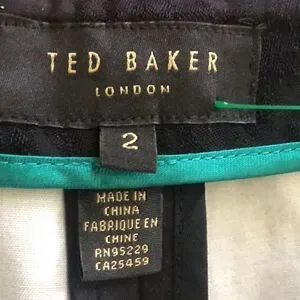 TED BAKER
LONDON
2
MADE IN
CHINA
FABRIQUE EN
CHINE
RN95229
CA25459